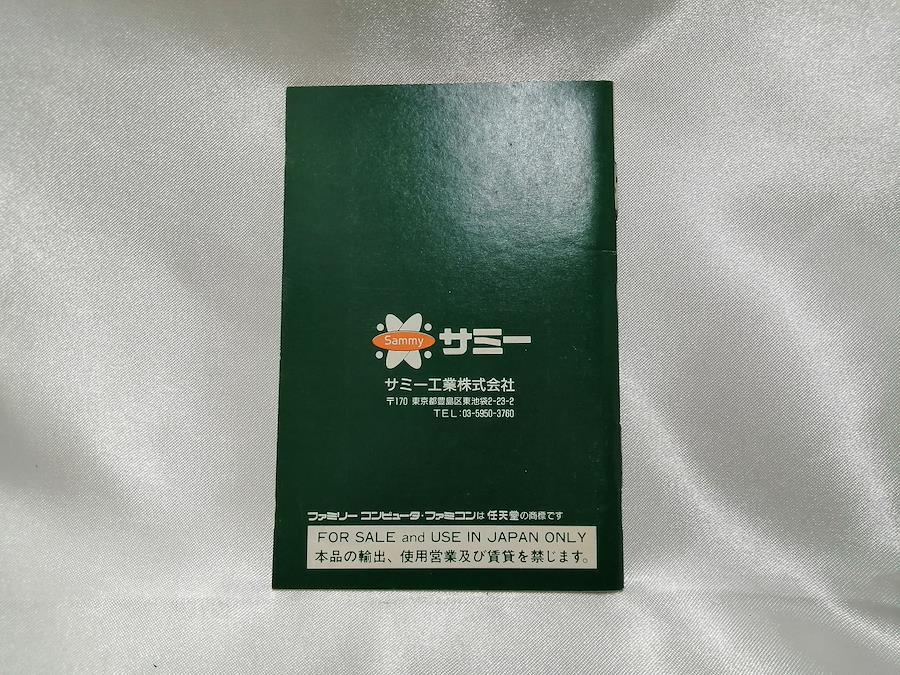 Sammy サミー
サミー工業株式会社
〒170 東京都豊島区東池袋2-23-2
TEL:03-5950-3760
ファミリー コンピュータ・ファミコンは 任天堂の商標です
FOR SALE and USE IN JAPAN ONLY
本品の輸出、使用営業及び賃貸を禁じます。